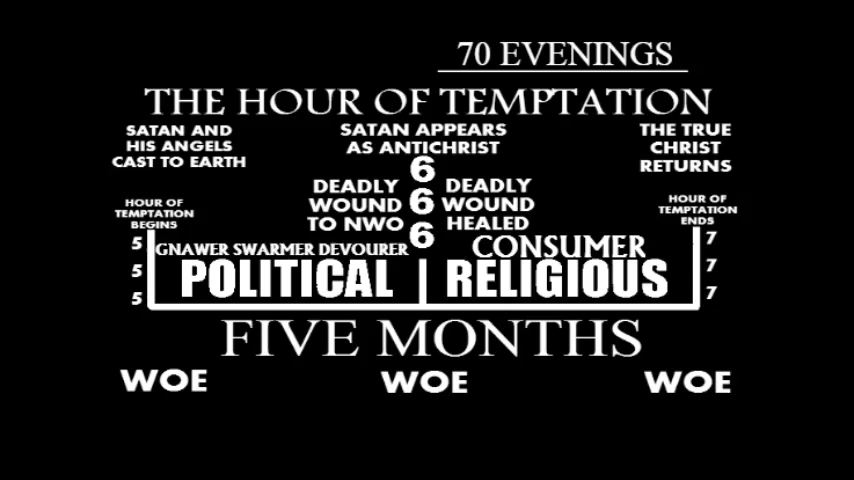 70 EVENINGS
THE HOUR OF TEMPTATION
SATAN AND
HIS ANGELS
CAST TO EARTH
SATAN APPEARS
AS ANTICHRIST
THE TRUE
CHRIST
RETURNS
6
6
6
DEADLY
WOUND
TO NWO
DEADLY
WOUND
HEALED
HOUR OF
TEMPTATION
BEGINS
HOUR OF
TEMPTATION
ENDS
5
5
5
GNAWER SWARMER DEVOURER
CONSUMER
7
7
7
POLITICAL
RELIGIOUS
FIVE MONTHS
WOE WOE WOE